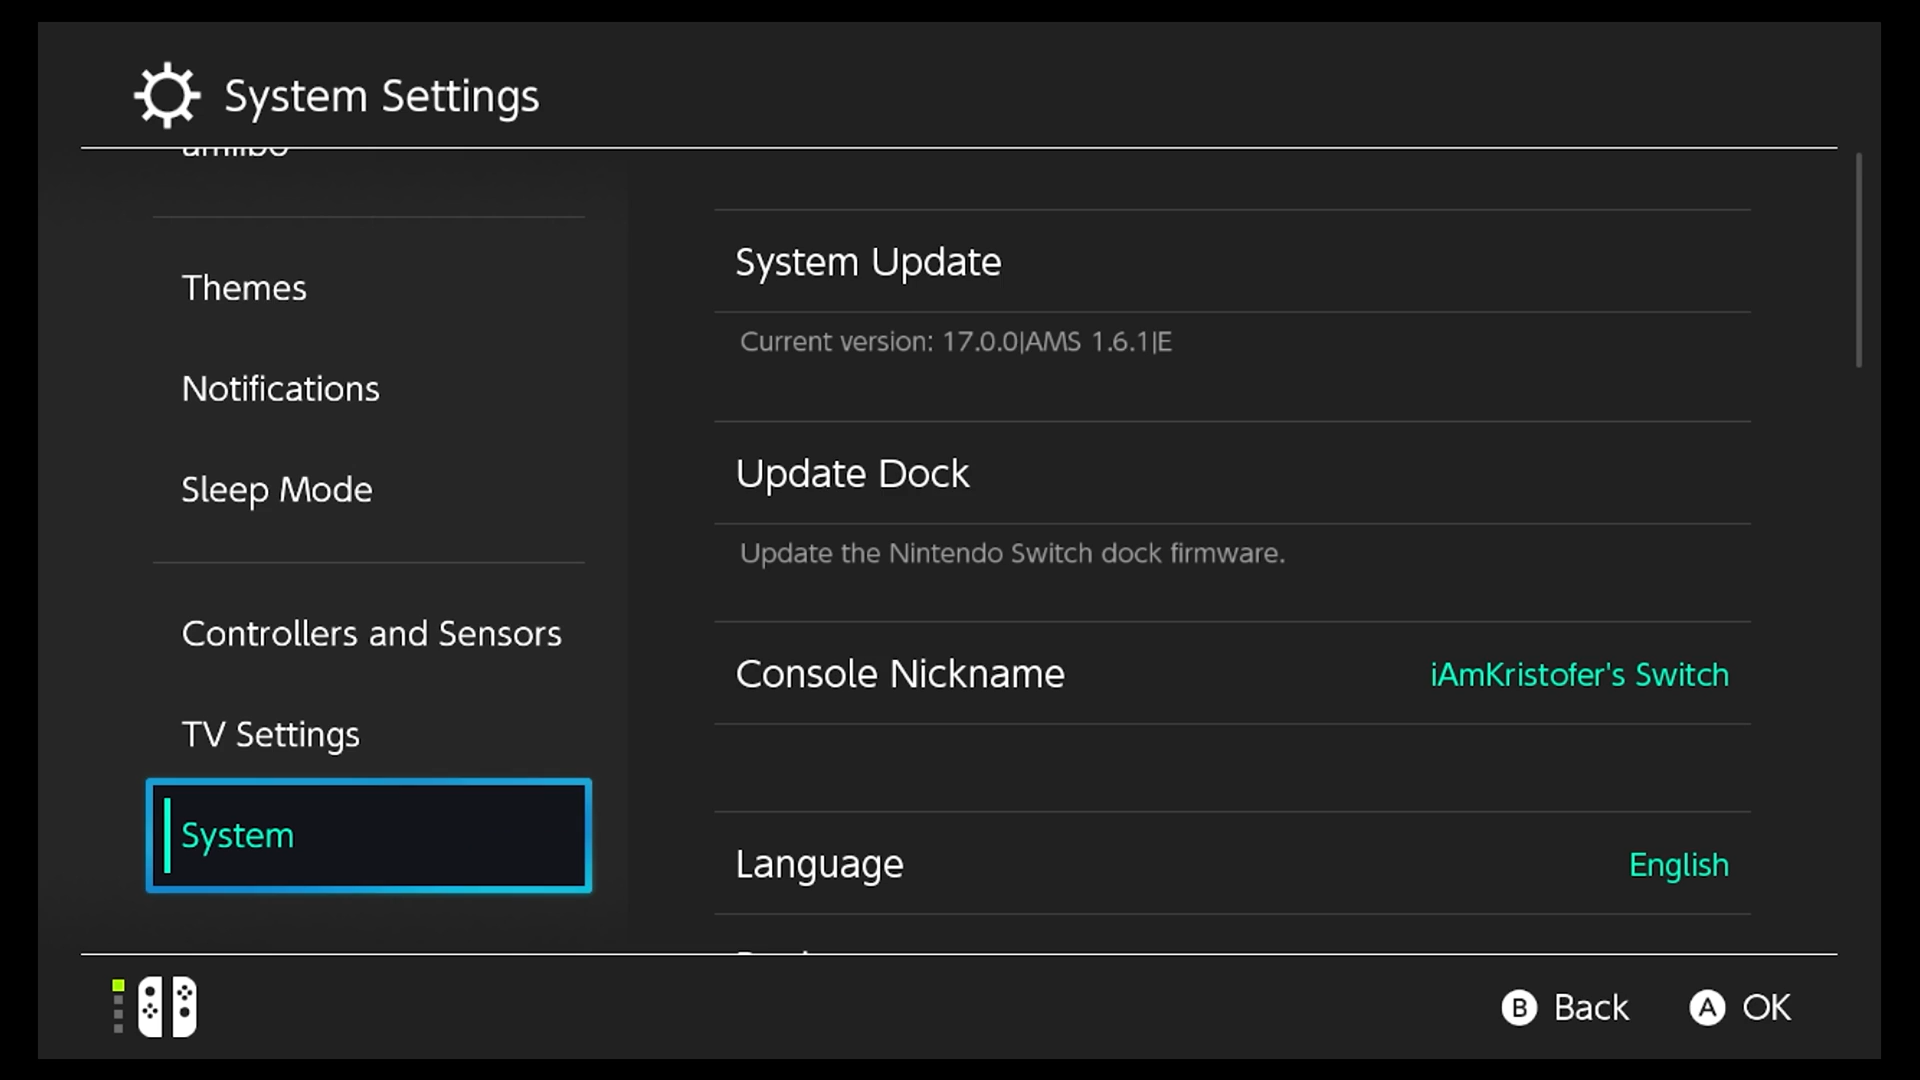 System Settings
amiibo
Themes
Notifications
Sleep Mode
Controllers and Sensors
TV Settings
System
System Update
Current version: 17.0.0|AMS 1.6.1|E
Update Dock
Update the Nintendo Switch dock firmware.
Console Nickname iAmKristofer's Switch
Language English
B Back A OK